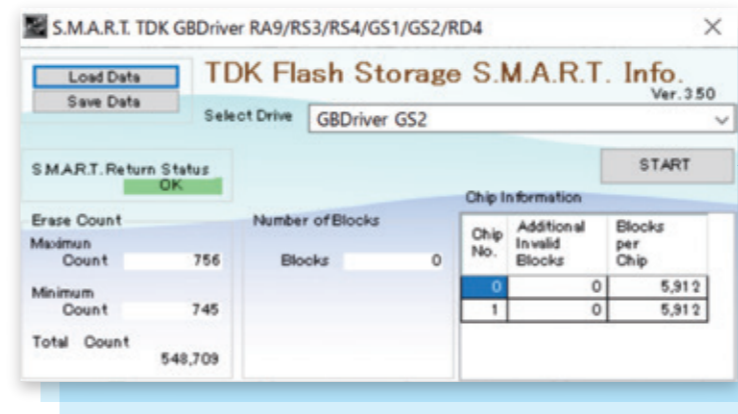 S.M.A.R.T. TDK GBDriver RA9/RS3/RS4/GS1/GS2/RD4
Load Data
Save Data
TDK Flash Storage S.M.A.R.T. Info.
Ver.3.50
Select Drive
GBDriver GS2
S.M.A.R.T. Return Status
OK
START
Erase Count
Maximun
Count 756
Minimum
Count 745
Total Count
548,709
Number of Blocks
Blocks 0
Chip Information
Chip No. Additional Invalid Blocks Blocks per Chip
0 0 5,912
1 0 5,912